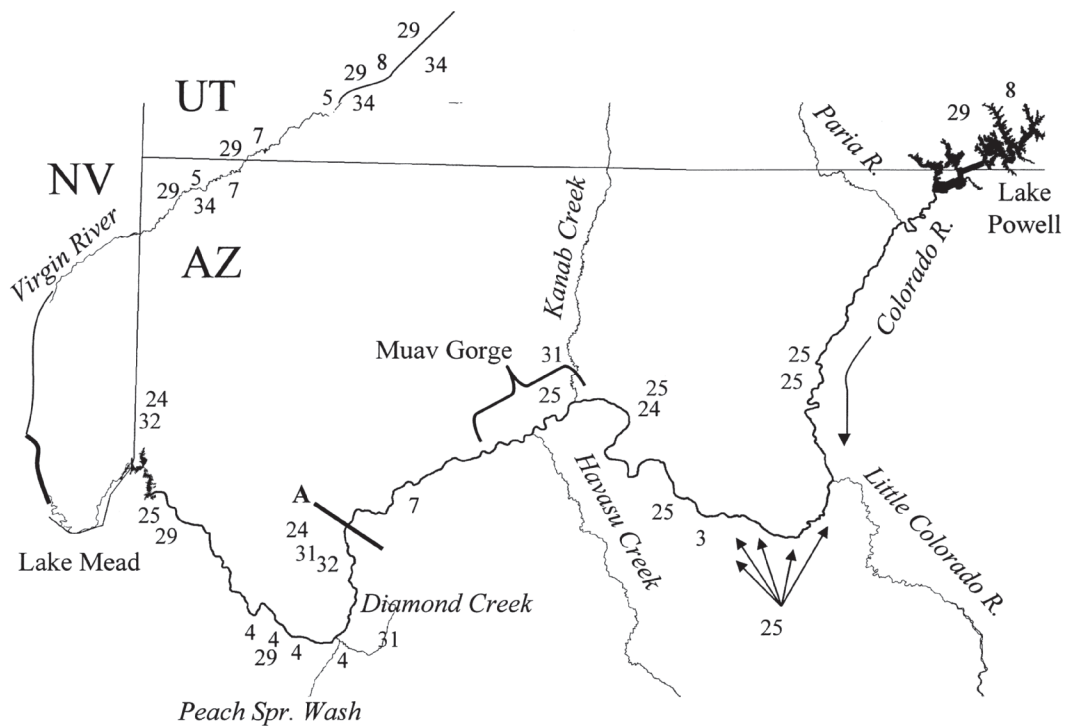 29
8
34
29
34
5
UT
7
29
8
29
Paria R.
5
29
34
7
NV
Lake
Powell
Virgin River
AZ
Kanab Creek
Colorado R.
Muav Gorge
31
25
25
25
25
24
24
32
A
7
25
3
Havasu Creek
Little Colorado R.
25
29
24
31
32
Lake Mead
Diamond Creek
25
31
4
4
29
4
4
Peach Spr. Wash